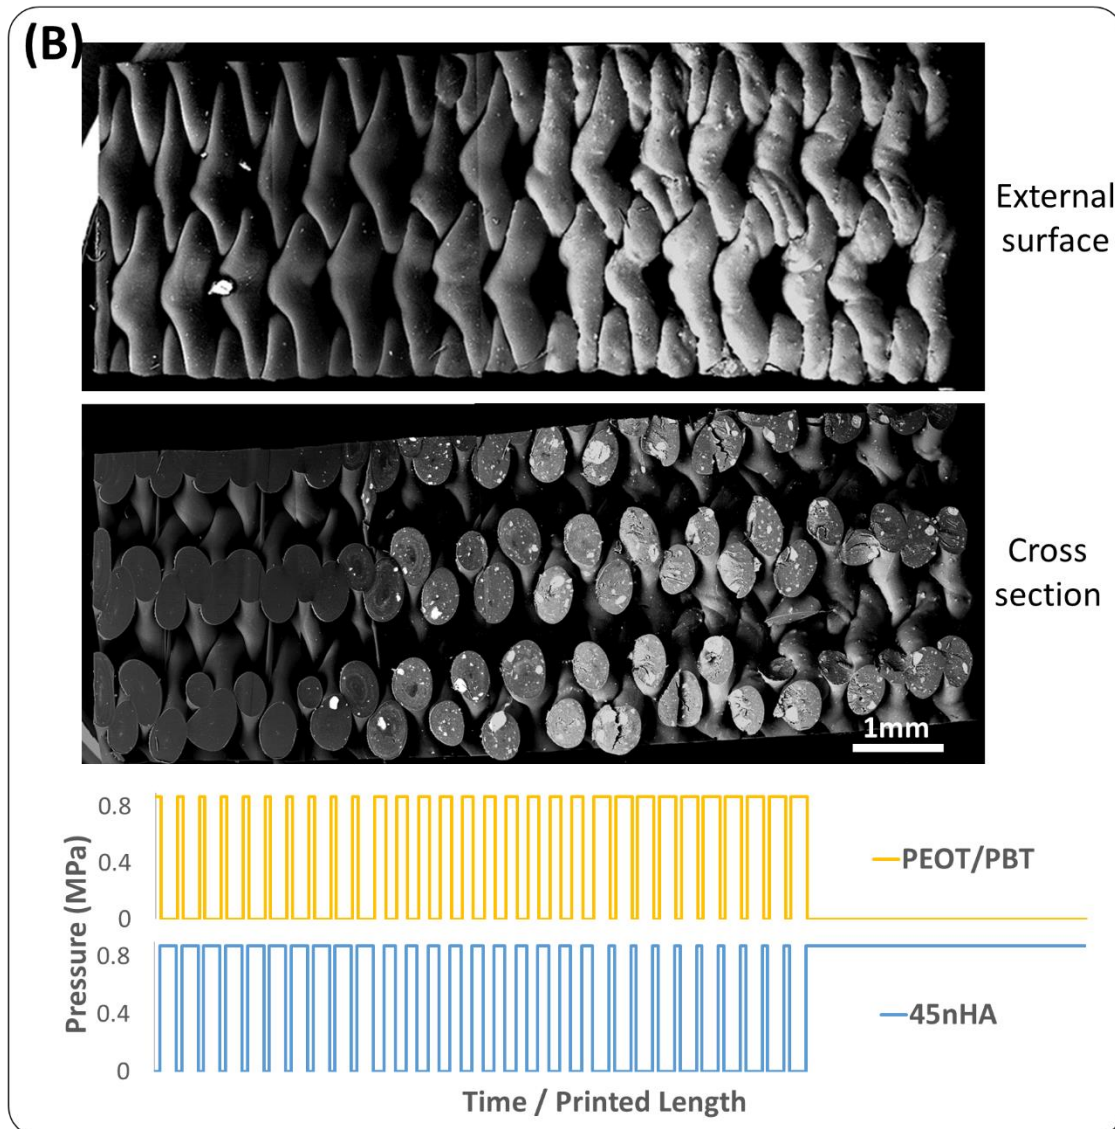 (B)
External
surface
Cross
section
1mm
Pressure (MPa)
0.8
0.4
0
PEOT/PBT
0.8
0.4
0
45nHA
Time / Printed Length